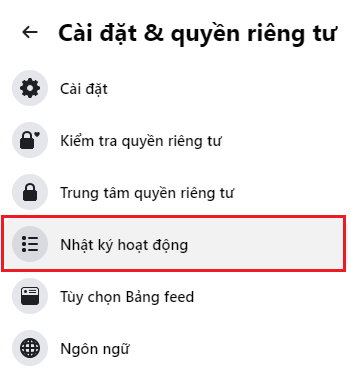 Cài đặt & quyền riêng tư
Cài đặt
Kiểm tra quyền riêng tư
Trung tâm quyền riêng tư
Nhật ký hoạt động
Tùy chọn Bảng feed
Ngôn ngữ